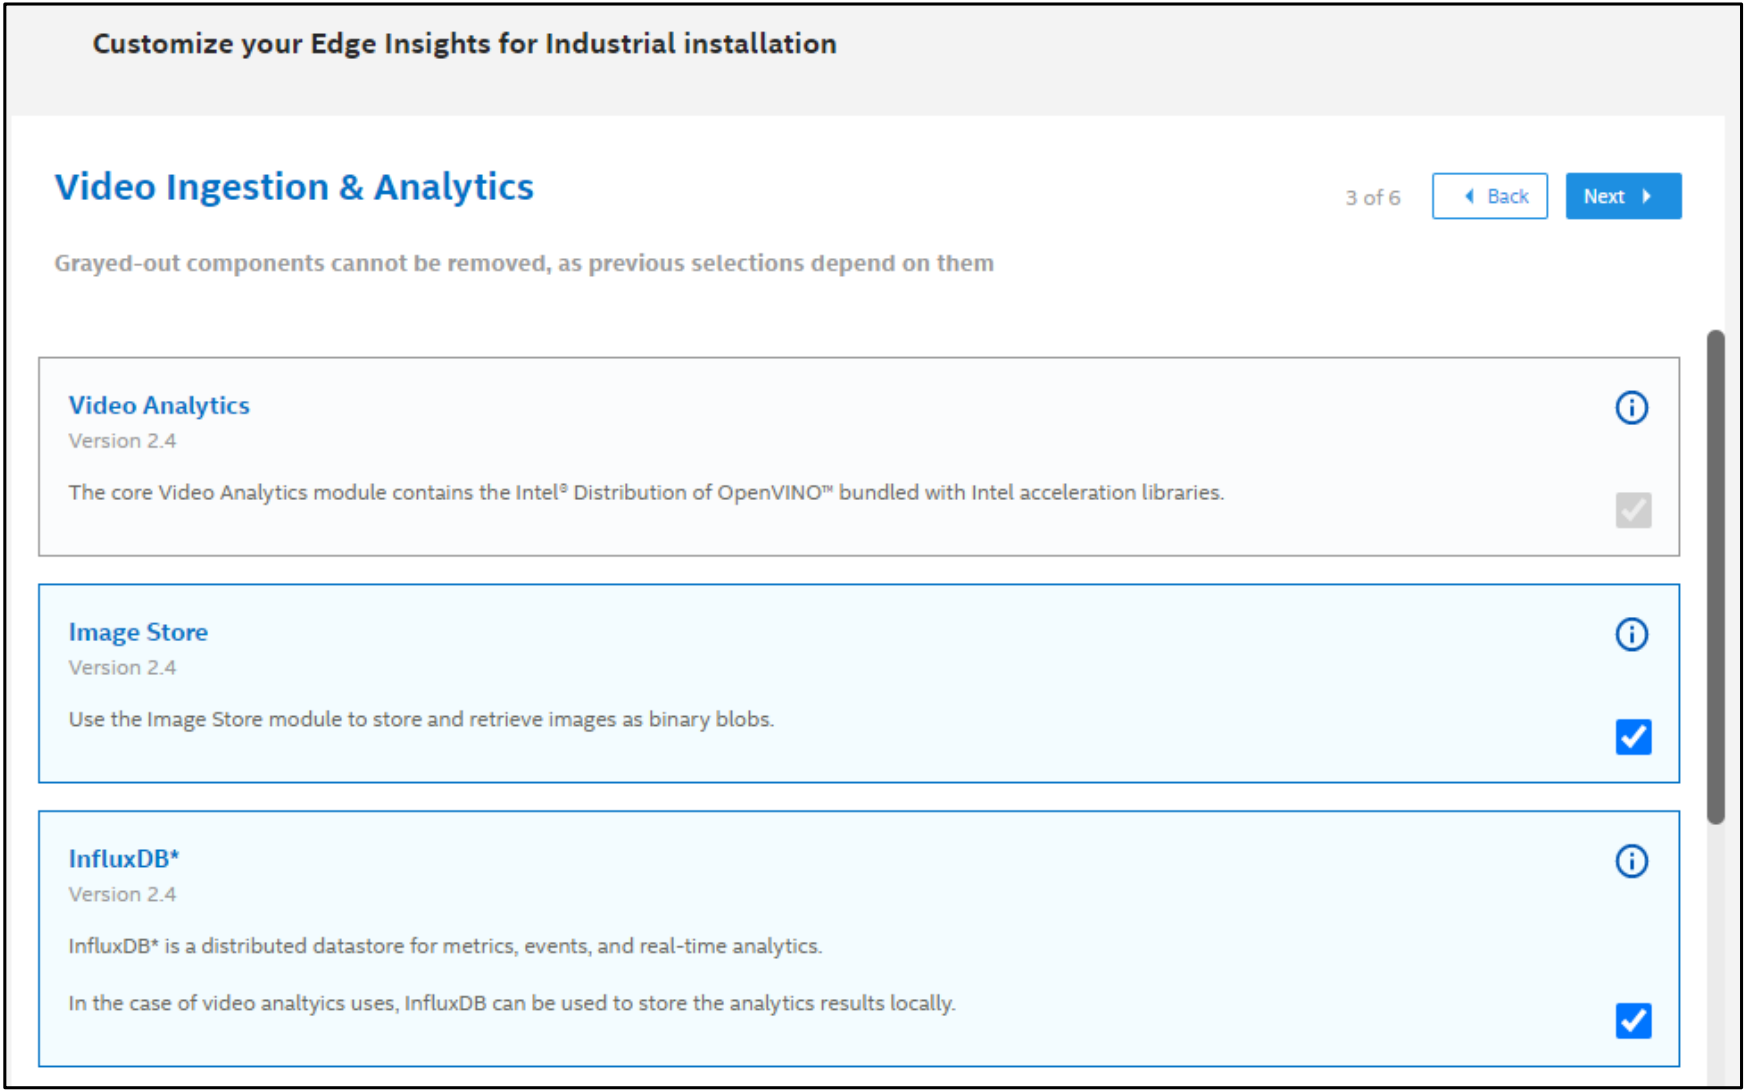 Customize your Edge Insights for Industrial installation
Video Ingestion & Analytics
3 of 6
Back
Next
Grayed-out components cannot be removed, as previous selections depend on them
Video Analytics
Version 2.4
The core Video Analytics module contains the Intel® Distribution of OpenVINO™ bundled with Intel acceleration libraries.
Image Store
Version 2.4
Use the Image Store module to store and retrieve images as binary blobs.
InfluxDB*
Version 2.4
InfluxDB* is a distributed datastore for metrics, events, and real-time analytics.
In the case of video analtyics uses, InfluxDB can be used to store the analytics results locally.